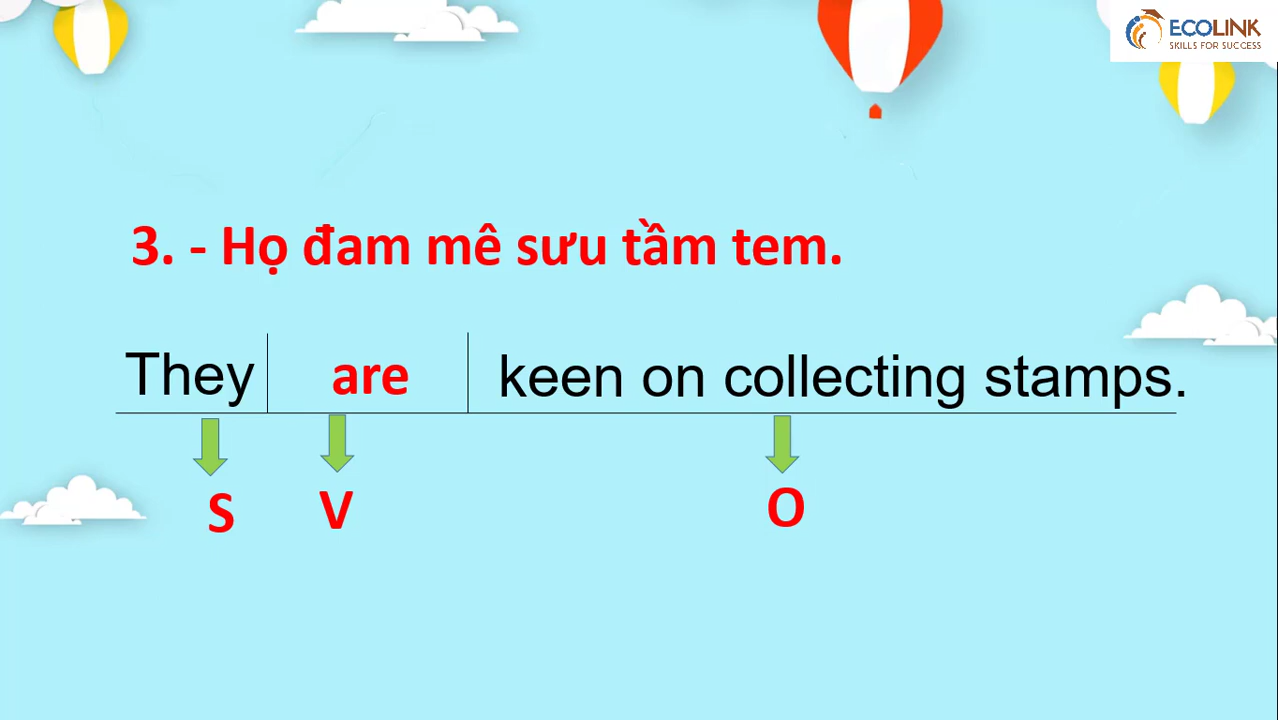 ECOLINK
SKILLS FOR SUCCESS
3. - Họ đam mê sưu tầm tem.
They are keen on collecting stamps.
S V O